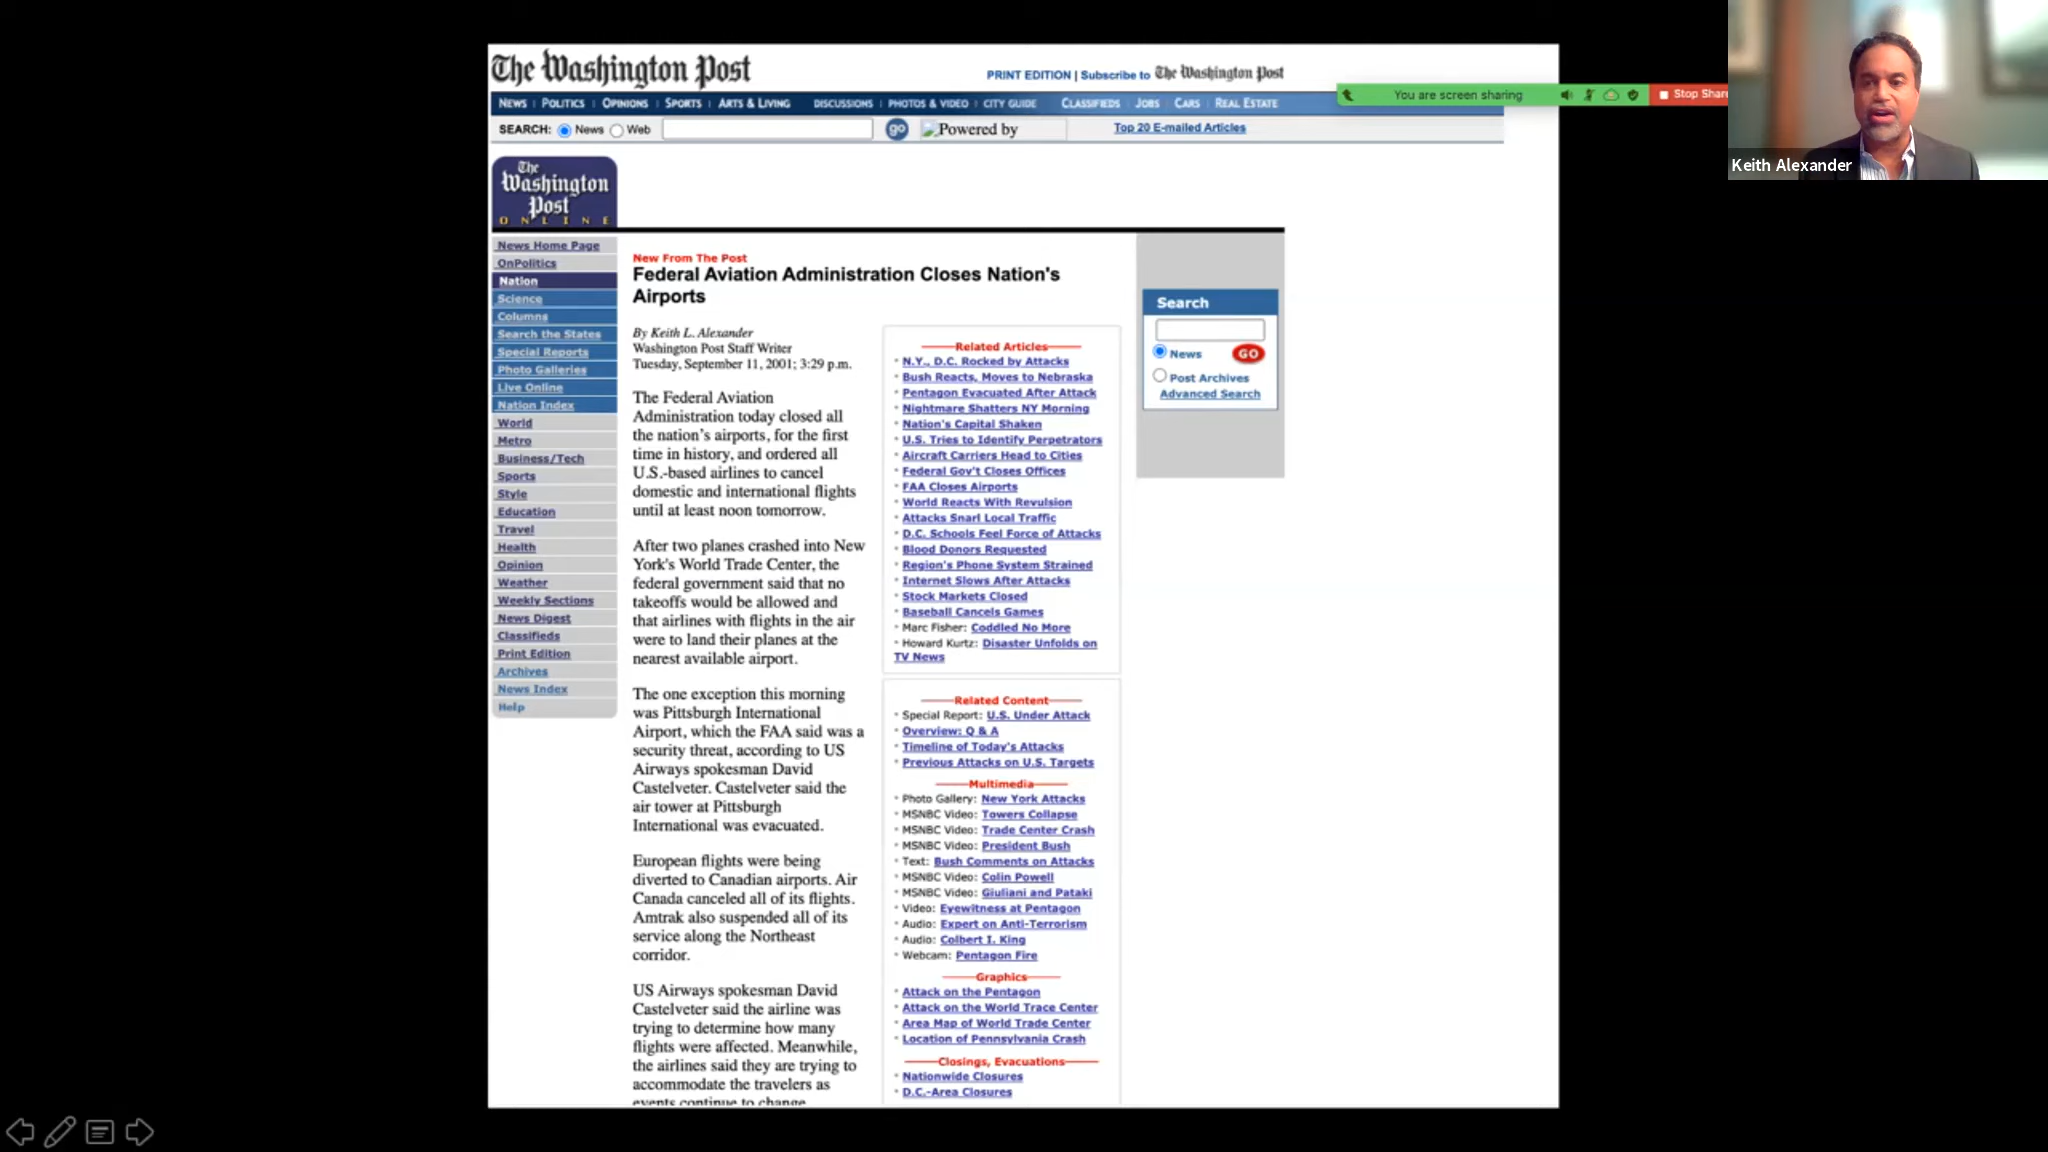 The Washington Post
PRINT EDITION | Subscribe to The Washington Post
NEWS | POLITICS | OPINIONS | SPORTS | ARTS & LIVING DISCUSSIONS | PHOTOS & VIDEO | CITY GUIDE CLASSIFIEDS | JOBS | CARS | REAL ESTATE
SEARCH: News Web go Powered by Top 20 E-mailed Articles
You are screen sharing
Stop Share
Keith Alexander
The
Washington
Post
ONLINE
News Home Page
OnPolitics
Nation
Science
Columns
Search the States
Special Reports
Photo Galleries
Live Online
Nation Index
World
Metro
Business/Tech
Sports
Style
Education
Travel
Health
Opinion
Weather
Weekly Sections
News Digest
Classifieds
Print Edition
Archives
News Index
Help
New From The Post
Federal Aviation Administration Closes Nation's
Airports
By Keith L. Alexander
Washington Post Staff Writer
Tuesday, September 11, 2001; 3:29 p.m.
The Federal Aviation
Administration today closed all
the nation's airports, for the first
time in history, and ordered all
U.S.-based airlines to cancel
domestic and international flights
until at least noon tomorrow.
After two planes crashed into New
York's World Trade Center, the
federal government said that no
takeoffs would be allowed and
that airlines with flights in the air
were to land their planes at the
nearest available airport.
The one exception this morning
was Pittsburgh International
Airport, which the FAA said was a
security threat, according to US
Airways spokesman David
Castelveter. Castelveter said the
air tower at Pittsburgh
International was evacuated.
European flights were being
diverted to Canadian airports. Air
Canada canceled all of its flights.
Amtrak also suspended all of its
service along the Northeast
corridor.
US Airways spokesman David
Castelveter said the airline was
trying to determine how many
flights were affected. Meanwhile,
the airlines said they are trying to
accommodate the travelers as
events continue to change.
Related Articles
* N.Y., D.C. Rocked by Attacks
* Bush Reacts, Moves to Nebraska
* Pentagon Evacuated After Attack
* Nightmare Shatters NY Morning
* Nation's Capital Shaken
* U.S. Tries to Identify Perpetrators
* Aircraft Carriers Head to Cities
* Federal Gov't Closes Offices
* FAA Closes Airports
* World Reacts With Revulsion
* Attacks Snarl Local Traffic
* D.C. Schools Feel Force of Attacks
* Blood Donors Requested
* Region's Phone System Strained
* Internet Slows After Attacks
* Stock Markets Closed
* Baseball Cancels Games
* Marc Fisher: Coddled No More
* Howard Kurtz: Disaster Unfolds on
TV News
Related Content
* Special Report: U.S. Under Attack
* Overview: Q & A
* Timeline of Today's Attacks
* Previous Attacks on U.S. Targets
Multimedia
* Photo Gallery: New York Attacks
* MSNBC Video: Towers Collapse
* MSNBC Video: Trade Center Crash
* MSNBC Video: President Bush
* Text: Bush Comments on Attacks
* MSNBC Video: Colin Powell
* MSNBC Video: Giuliani and Pataki
* Video: Eyewitness at Pentagon
* Audio: Expert on Anti-Terrorism
* Audio: Colbert I. King
* Webcam: Pentagon Fire
Graphics
* Attack on the Pentagon
* Attack on the World Trace Center
* Area Map of World Trade Center
* Location of Pennsylvania Crash
Closings, Evacuations
* Nationwide Closures
* D.C.-Area Closures
Search
News GO
Post Archives
Advanced Search